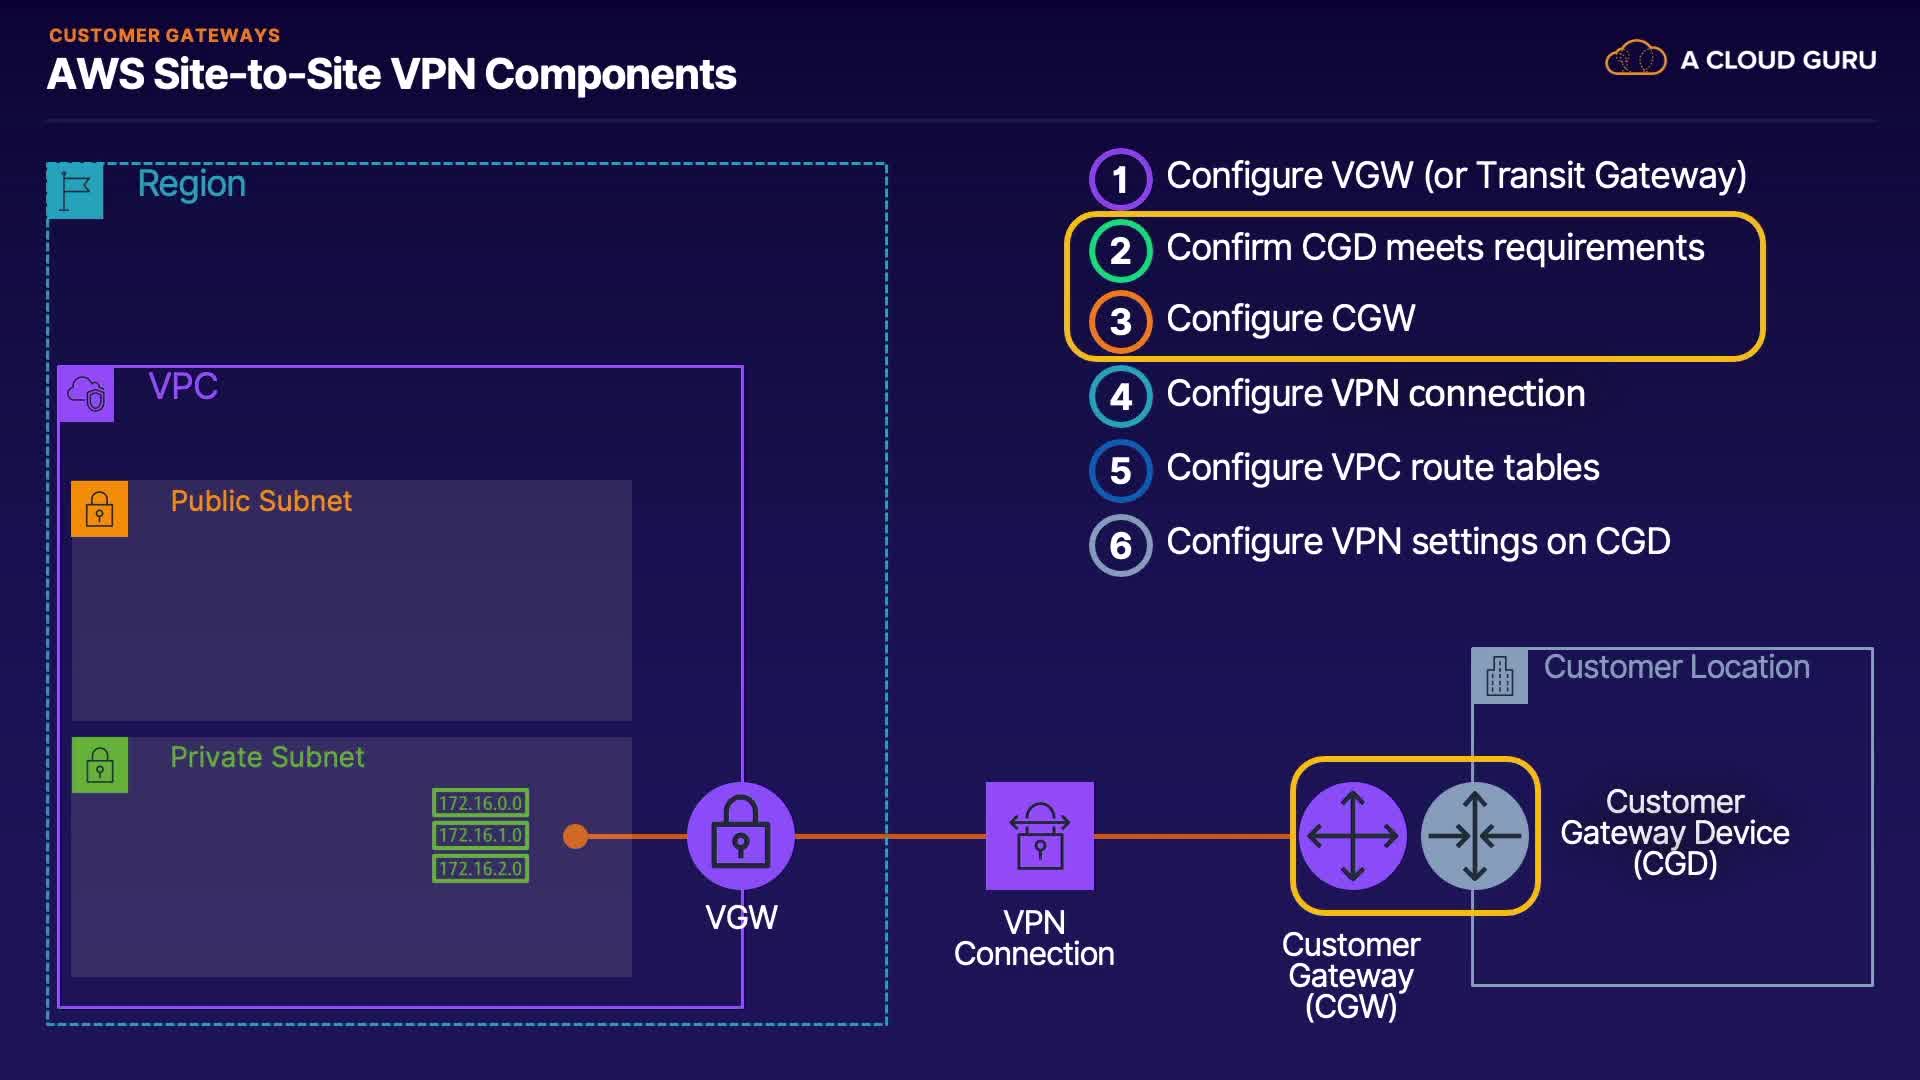 CUSTOMER GATEWAYS
AWS Site-to-Site VPN Components
A CLOUD GURU
Region
VPC
Public Subnet
Private Subnet
172.16.0.0
172.16.1.0
172.16.2.0
VGW
VPN
Connection
Customer
Gateway
(CGW)
1 Configure VGW (or Transit Gateway)
2 Confirm CGD meets requirements
3 Configure CGW
4 Configure VPN connection
5 Configure VPC route tables
6 Configure VPN settings on CGD
Customer Location
Customer
Gateway Device
(CGD)